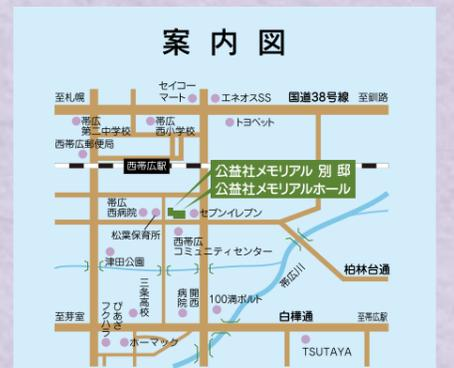 案内図
セイコー
マート
エネオスSS
国道38号線
至札幌
至釧路
帯広
第二中学校
帯広
西小学校
トヨペット
西帯広郵便局
西帯広駅
公益社メモリアル 別邸
公益社メモリアルホール
帯広
西病院
セブンイレブン
松葉保育所
西帯広
コミュニティセンター
津田公園
柏林台通
帯広川
三条高校
開西
病院
100満ボルト
ぴあざ
フクハラ
至芽室
白樺通
至帯広駅
ホーマック
TSUTAYA